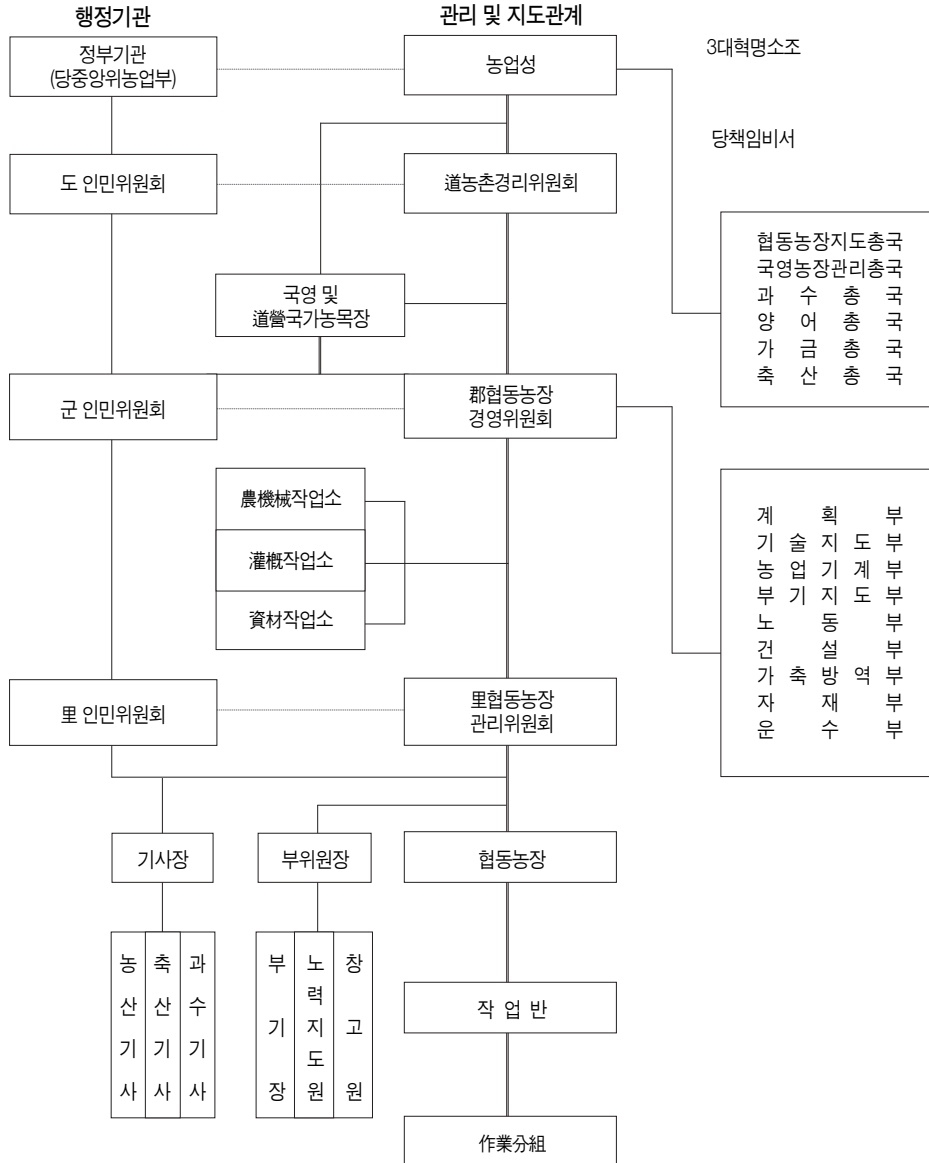 행정기관
관리 및 지도관계
정부기관
(당중앙위농업부)
농업성
3대혁명소조
당책임비서
도 인민위원회
道농촌경리위원회
협동농장지도총국
국영농장관리총국
과 수 총 국
양 어 총 국
가 금 총 국
축 산 총 국
국영 및
道營국가농목장
군 인민위원회
郡협동농장
경영위원회
農機械작업소
灌槪작업소
資材작업소
계 획 부
기 술 지 도 부
농 업 기 계 부
부 기 지 도 부
노 동 부
건 설 부
가 축 방 역 부
자 재 부
운 수 부
里 인민위원회
里협동농장
관리위원회
기사장
부위원장
협동농장
농산기사
축산기사
과수기사
부기장
노력지도원
창고원
작 업 반
作業分組